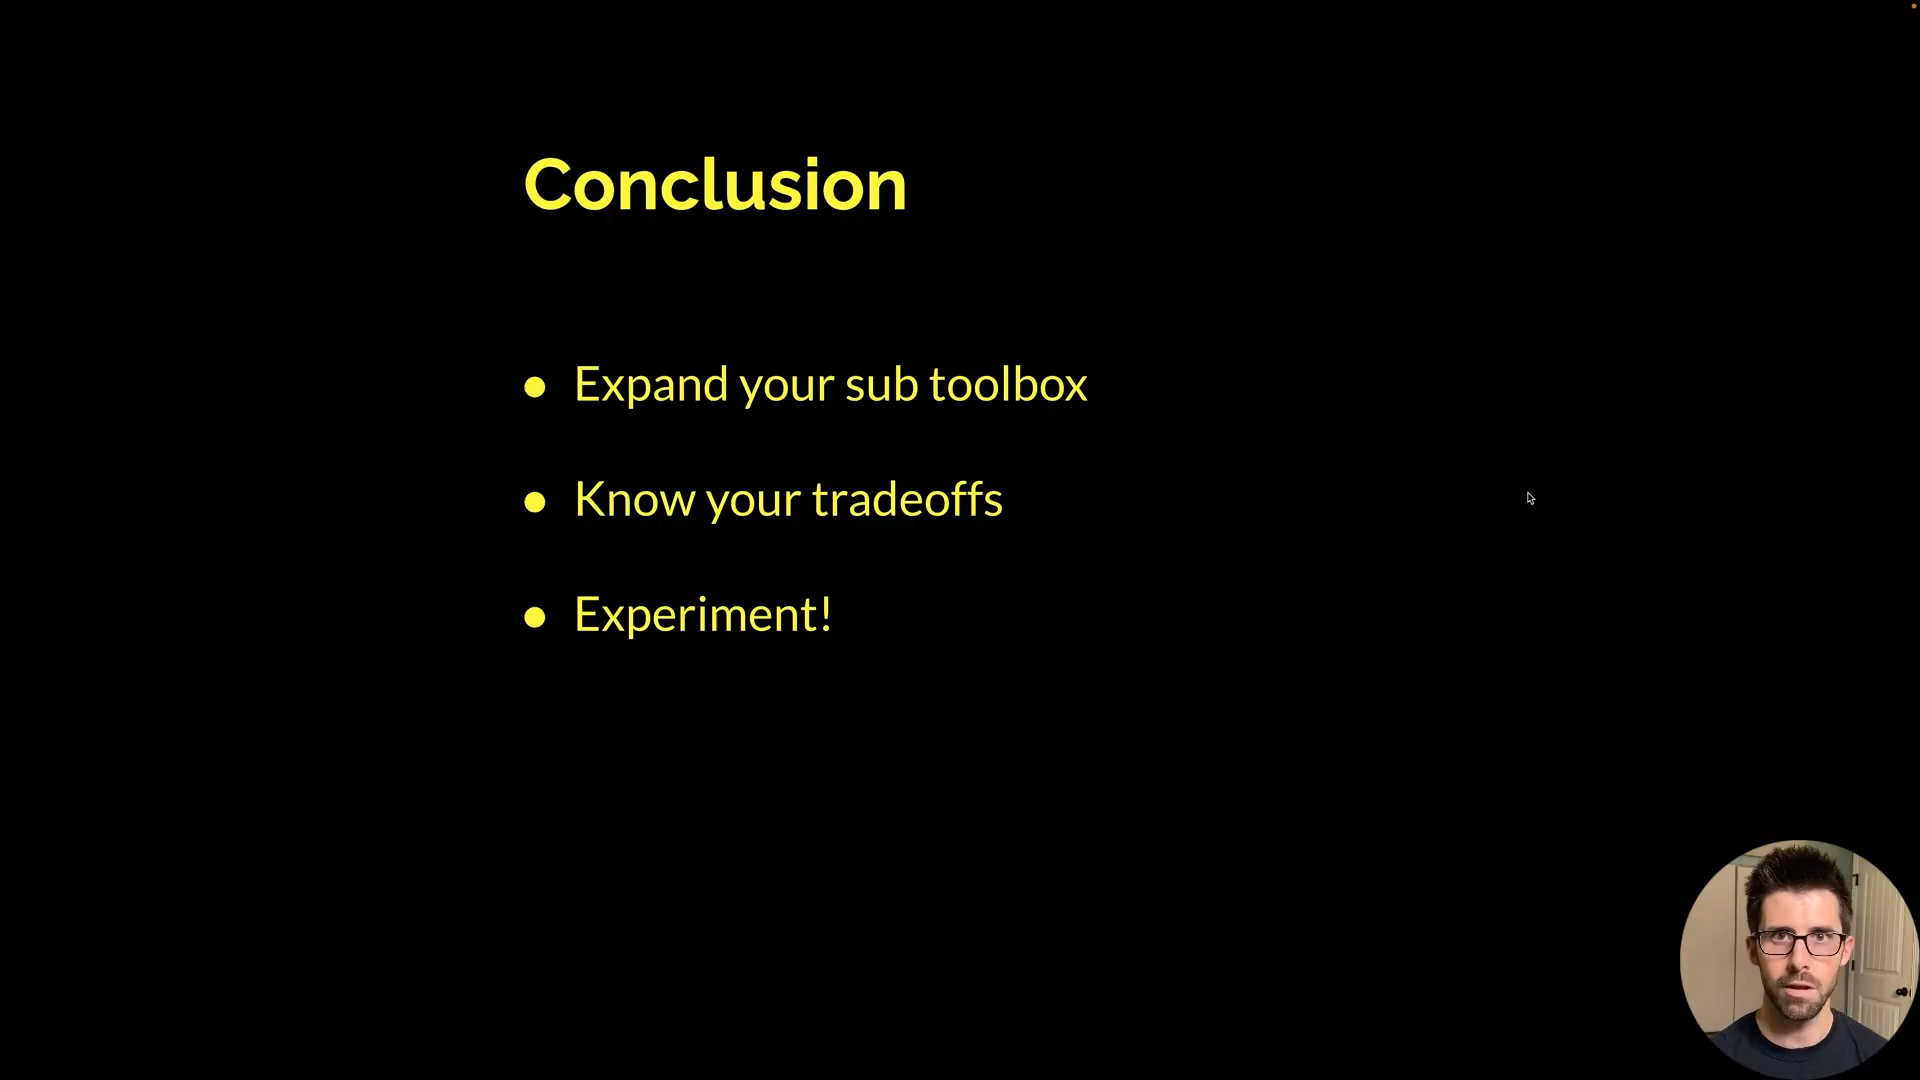 Conclusion
● Expand your sub toolbox
● Know your tradeoffs
● Experiment!